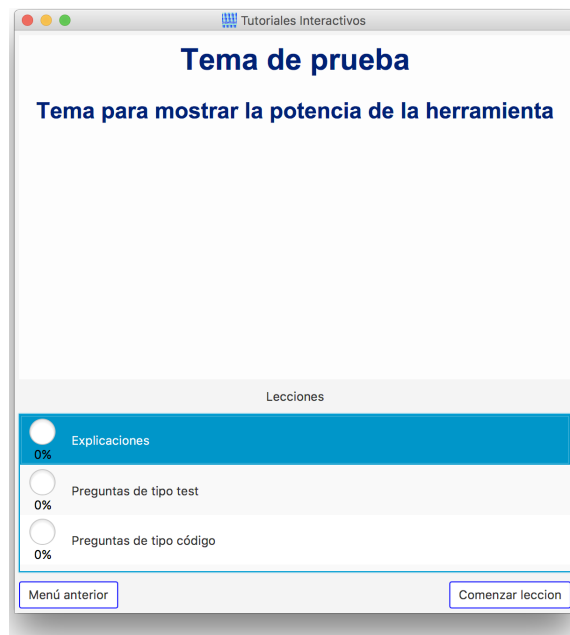 Tutoriales Interactivos
Tema de prueba
Tema para mostrar la potencia de la herramienta
Lecciones
0%
Explicaciones
0%
Preguntas de tipo test
0%
Preguntas de tipo código
Menú anterior
Comenzar leccion